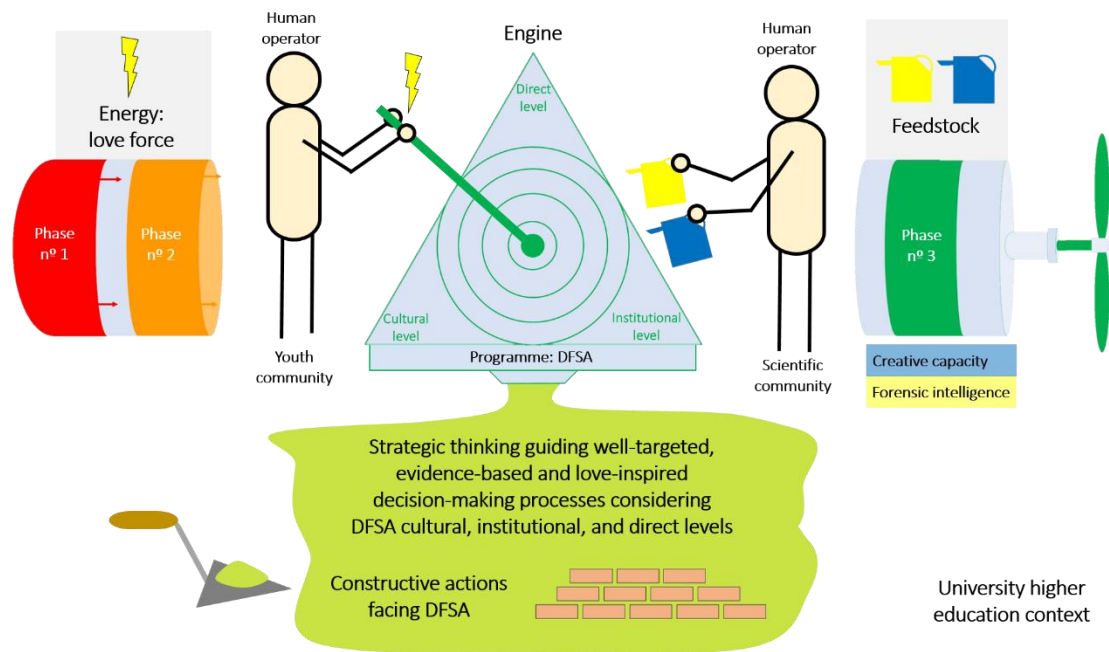 Energy:
love force
Phase
nº 1
Phase
nº 2
Human
operator
Youth
community
Engine
Direct
level
Cultural
level
Institutional
level
Programme: DFSA
Human
operator
Scientific
community
Feedstock
Phase
nº 3
Creative capacity
Forensic intelligence
Strategic thinking guiding well-targeted,
evidence-based and love-inspired
decision-making processes considering
DFSA cultural, institutional, and direct levels
Constructive actions
facing DFSA
University higher
education context